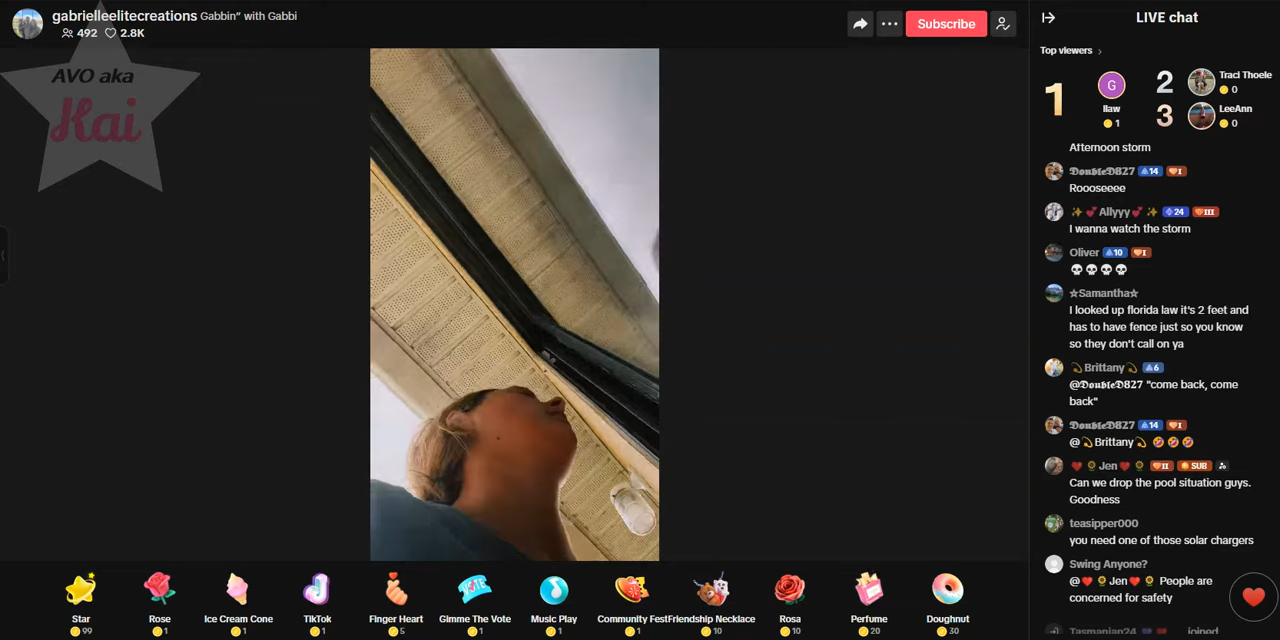 gabrielleelitecreations Gabbin" with Gabbi
492 2.8K
Subscribe
AVO aka
Kai
LIVE chat
Top viewers
1
G
llaw
1
2
Traci Thoele
0
3
LeeAnn
0
Afternoon storm
𝕯𝖔𝖚𝖇𝖑𝖊𝕯827 14 I
Roooseeee
✨💕Allyyy💕✨ 24 III
I wanna watch the storm
Oliver 10 I
💀💀💀💀
☆Samantha☆
I looked up florida law it's 2 feet and
has to have fence just so you know
so they don't call on ya
💫Brittany💫 6
@𝕯𝖔𝖚𝖇𝖑𝖊𝕯827 "come back, come
back"
𝕯𝖔𝖚𝖇𝖑𝖊𝕯827 14 I
@💫Brittany💫 🤣🤣🤣
❤️🌻Jen❤️🌻 II SUB
Can we drop the pool situation guys.
Goodness
teasipper000
you need one of those solar chargers
Swing Anyone?
@❤️🌻Jen❤️🌻 People are
concerned for safety
Tasmanian24 joined
Star
99
Rose
1
Ice Cream Cone
1
TikTok
1
Finger Heart
5
Gimme The Vote
1
Music Play
1
Community Fest
1
Friendship Necklace
10
Rosa
10
Perfume
20
Doughnut
30